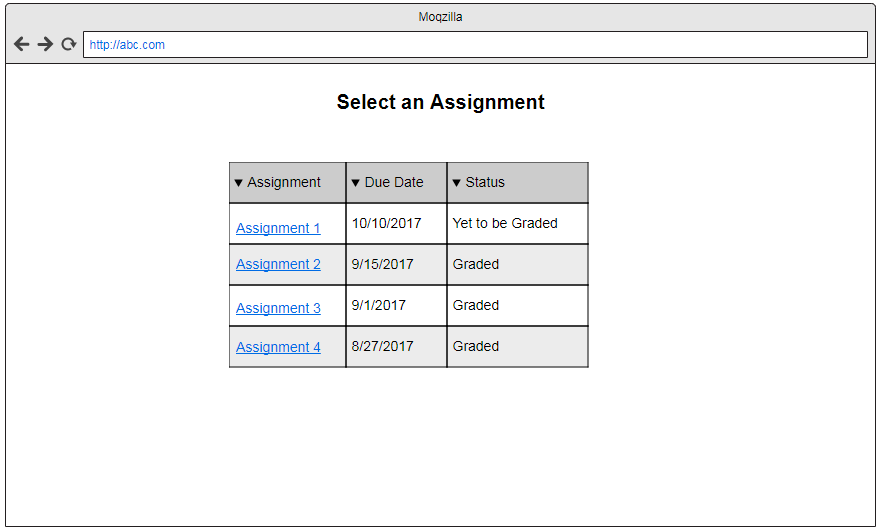 Moqzilla
http://abc.com
Select an Assignment
Assignment Due Date Status
Assignment 1 10/10/2017 Yet to be Graded
Assignment 2 9/15/2017 Graded
Assignment 3 9/1/2017 Graded
Assignment 4 8/27/2017 Graded